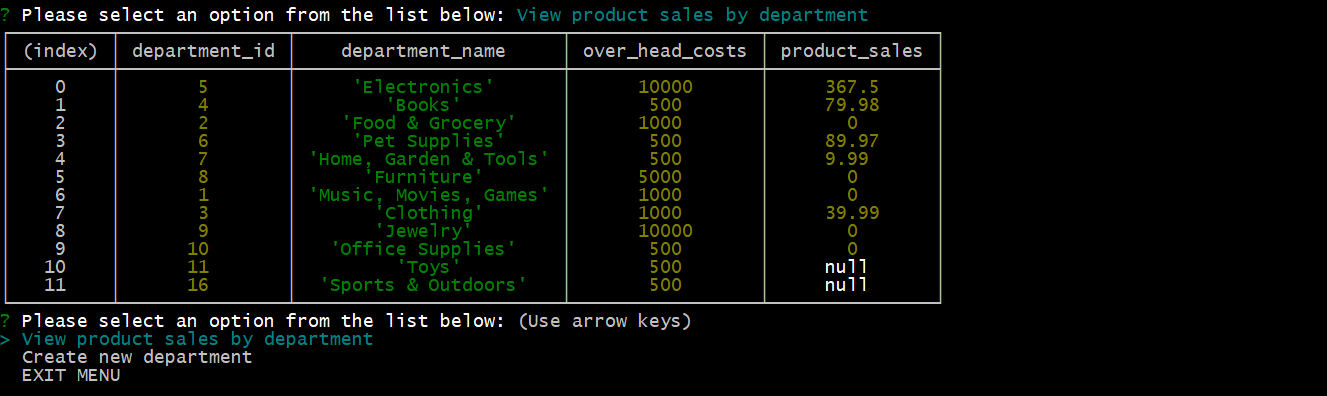 ? Please select an option from the list below: View product sales by department
(index) department_id department_name over_head_costs product_sales
0 5 'Electronics' 10000 367.5
1 4 'Books' 500 79.98
2 2 'Food & Grocery' 1000 0
3 6 'Pet Supplies' 500 89.97
4 7 'Home, Garden & Tools' 500 9.99
5 8 'Furniture' 5000 0
6 1 'Music, Movies, Games' 1000 0
7 3 'Clothing' 1000 39.99
8 9 'Jewelry' 10000 0
9 10 'Office Supplies' 500 0
10 11 'Toys' 500 null
11 16 'Sports & Outdoors' 500 null
? Please select an option from the list below: (Use arrow keys)
> View product sales by department
Create new department
EXIT MENU